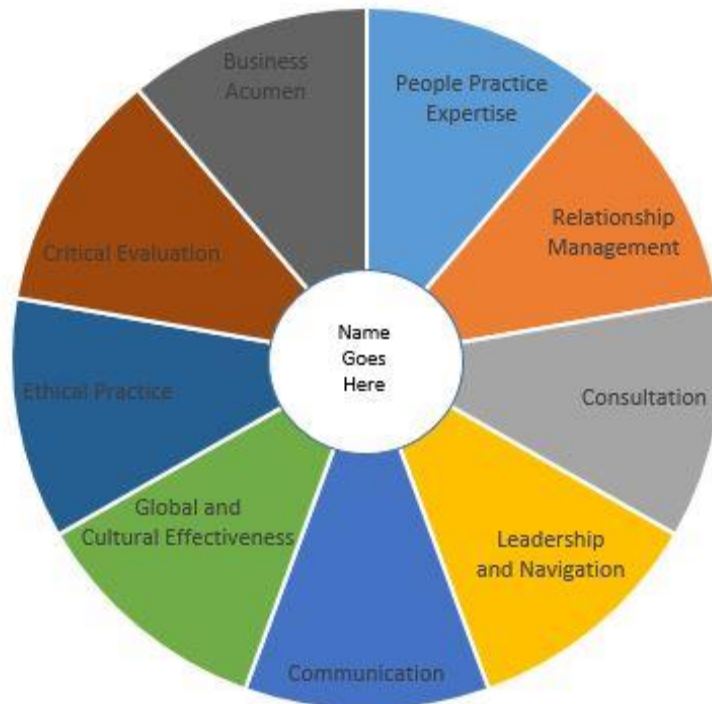 Business
Acumen
People Practice
Expertise
Relationship
Management
Critical Evaluation
Name
Goes
Here
Ethical Practice
Consultation
Global and
Cultural Effectiveness
Leadership
and Navigation
Communication